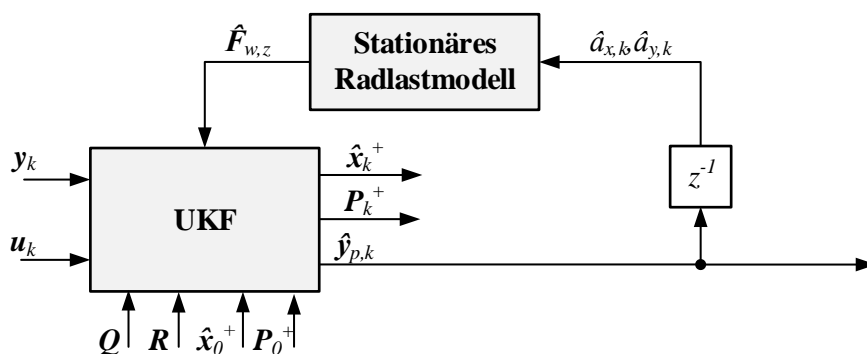 F̂w,z
Stationäres
Radlastmodell
âx,k,ây,k
yk
uk
UKF
x̂k+
Pk+
ŷp,k
z-1
Q
R
x̂0+
P0+